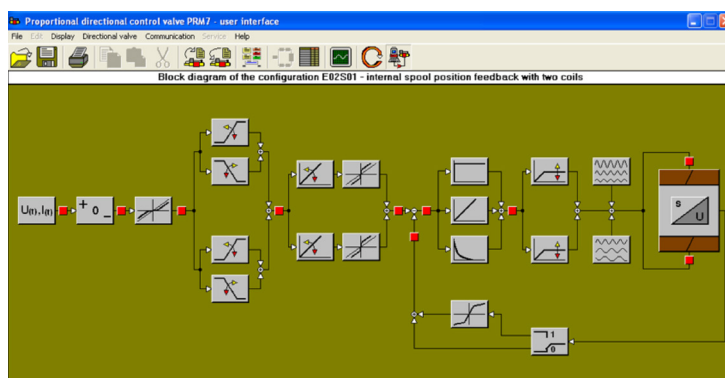 Proportional directional control valve PRM7 - user interface
File Edit Display Directional valve Communication Service Help
Block diagram of the configuration E02S01 - internal spool position feedback with two coils
U(t),I(t)
+ 0 -
S
U
1
0